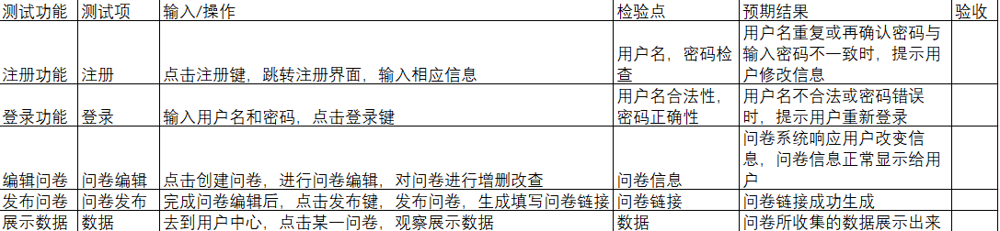 测试功能 测试项 输入/操作 检验点 预期结果 验收
注册功能 注册 点击注册键，跳转注册界面，输入相应信息 用户名，密码检
查 用户名重复或再确认密码与
输入密码不一致时，提示用
户修改信息
登录功能 登录 输入用户名和密码，点击登录键 用户名合法性，
密码正确性 用户名不合法或密码错误
时，提示用户重新登录
编辑问卷 问卷编辑 点击创建问卷，进行问卷编辑，对问卷进行增删改查 问卷信息 问卷系统响应用户改变信
息，问卷信息正常显示给用
户
发布问卷 问卷发布 完成问卷编辑后，点击发布键，发布问卷，生成填写问卷链接 问卷链接 问卷链接成功生成
展示数据 数据 去到用户中心，点击某一问卷，观察展示数据 数据 问卷所收集的数据展示出来